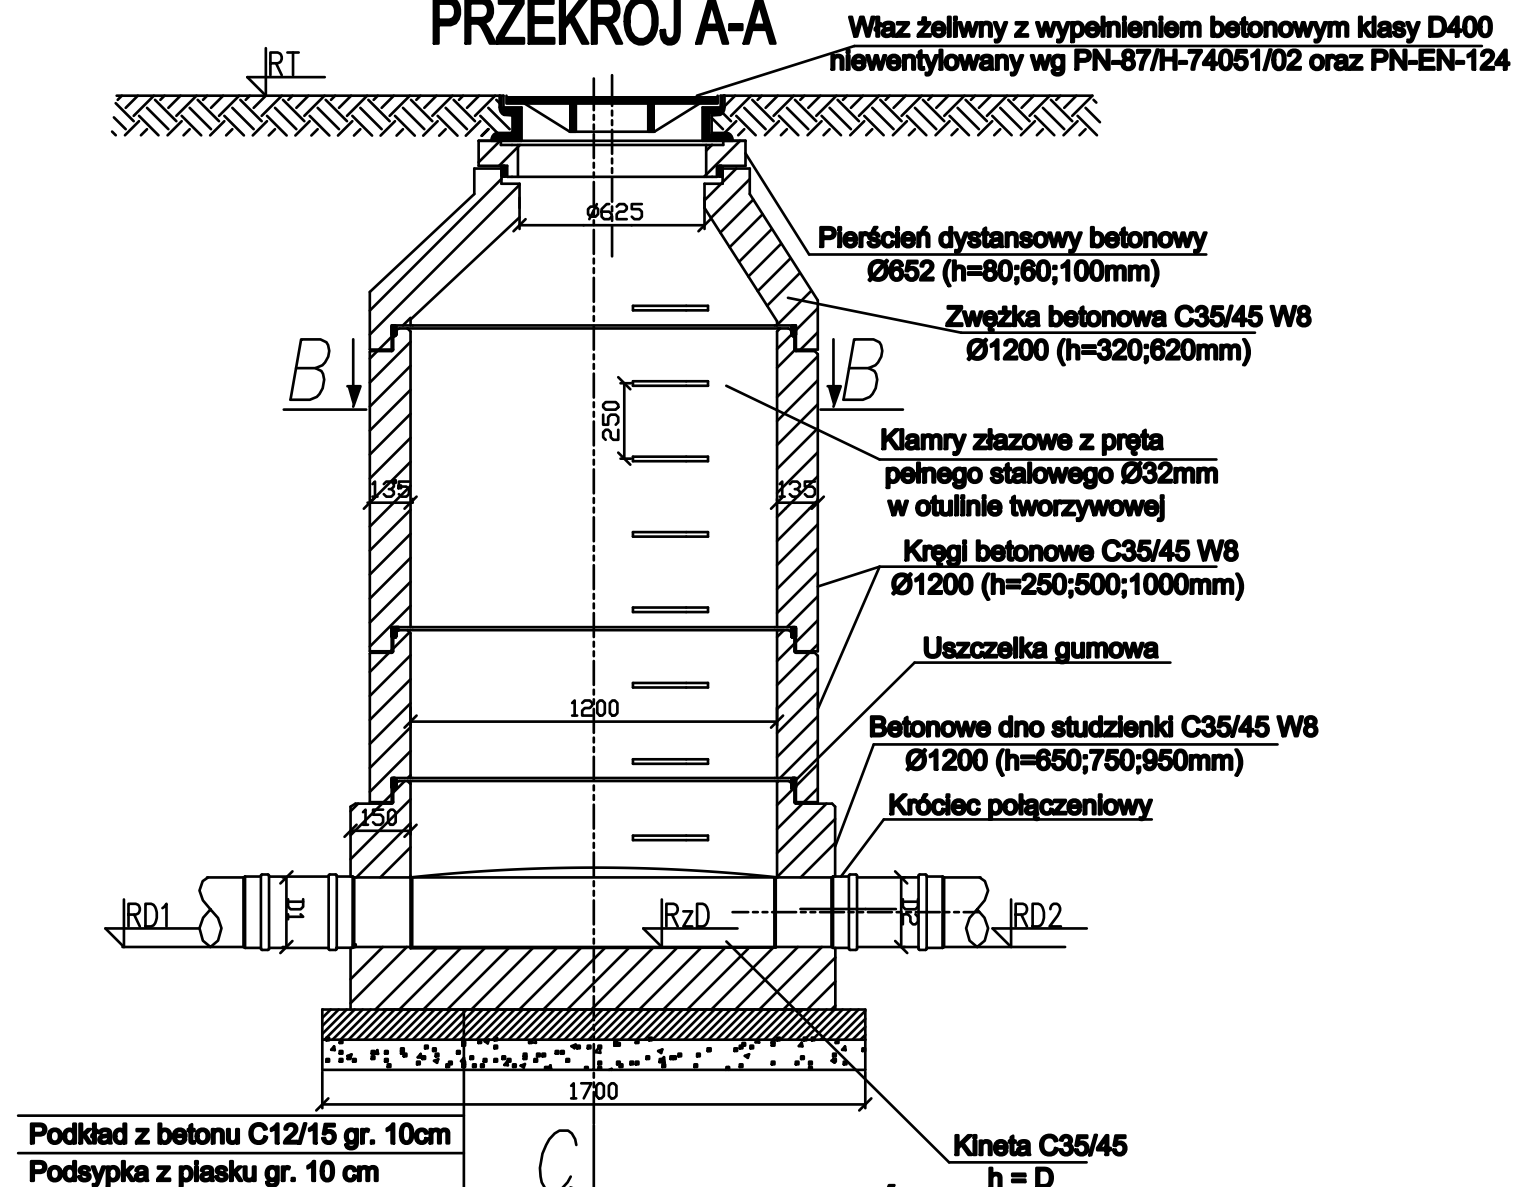 PRZEKRÓJ A-A
Właz żeliwny z wypełnieniem betonowym klasy D400
niewentylowany wg PN-87/H-74051/02 oraz PN-EN-124
RT
ø625
Pierścień dystansowy betonowy
Ø652 (h=80;60;100mm)
Zwężka betonowa C35/45 W8
Ø1200 (h=320;620mm)
B
B
250
Klamry złazowe z pręta
pełnego stalowego Ø32mm
w otulinie tworzywowej
135
135
Kręgi betonowe C35/45 W8
Ø1200 (h=250;500;1000mm)
Uszczelka gumowa
1200
Betonowe dno studzienki C35/45 W8
Ø1200 (h=650;750;950mm)
Króciec połączeniowy
150
RD1
D1
RzD
D2
RD2
1700
Podkład z betonu C12/15 gr. 10cm
Podsypka z piasku gr. 10 cm
C
Kineta C35/45
h = D